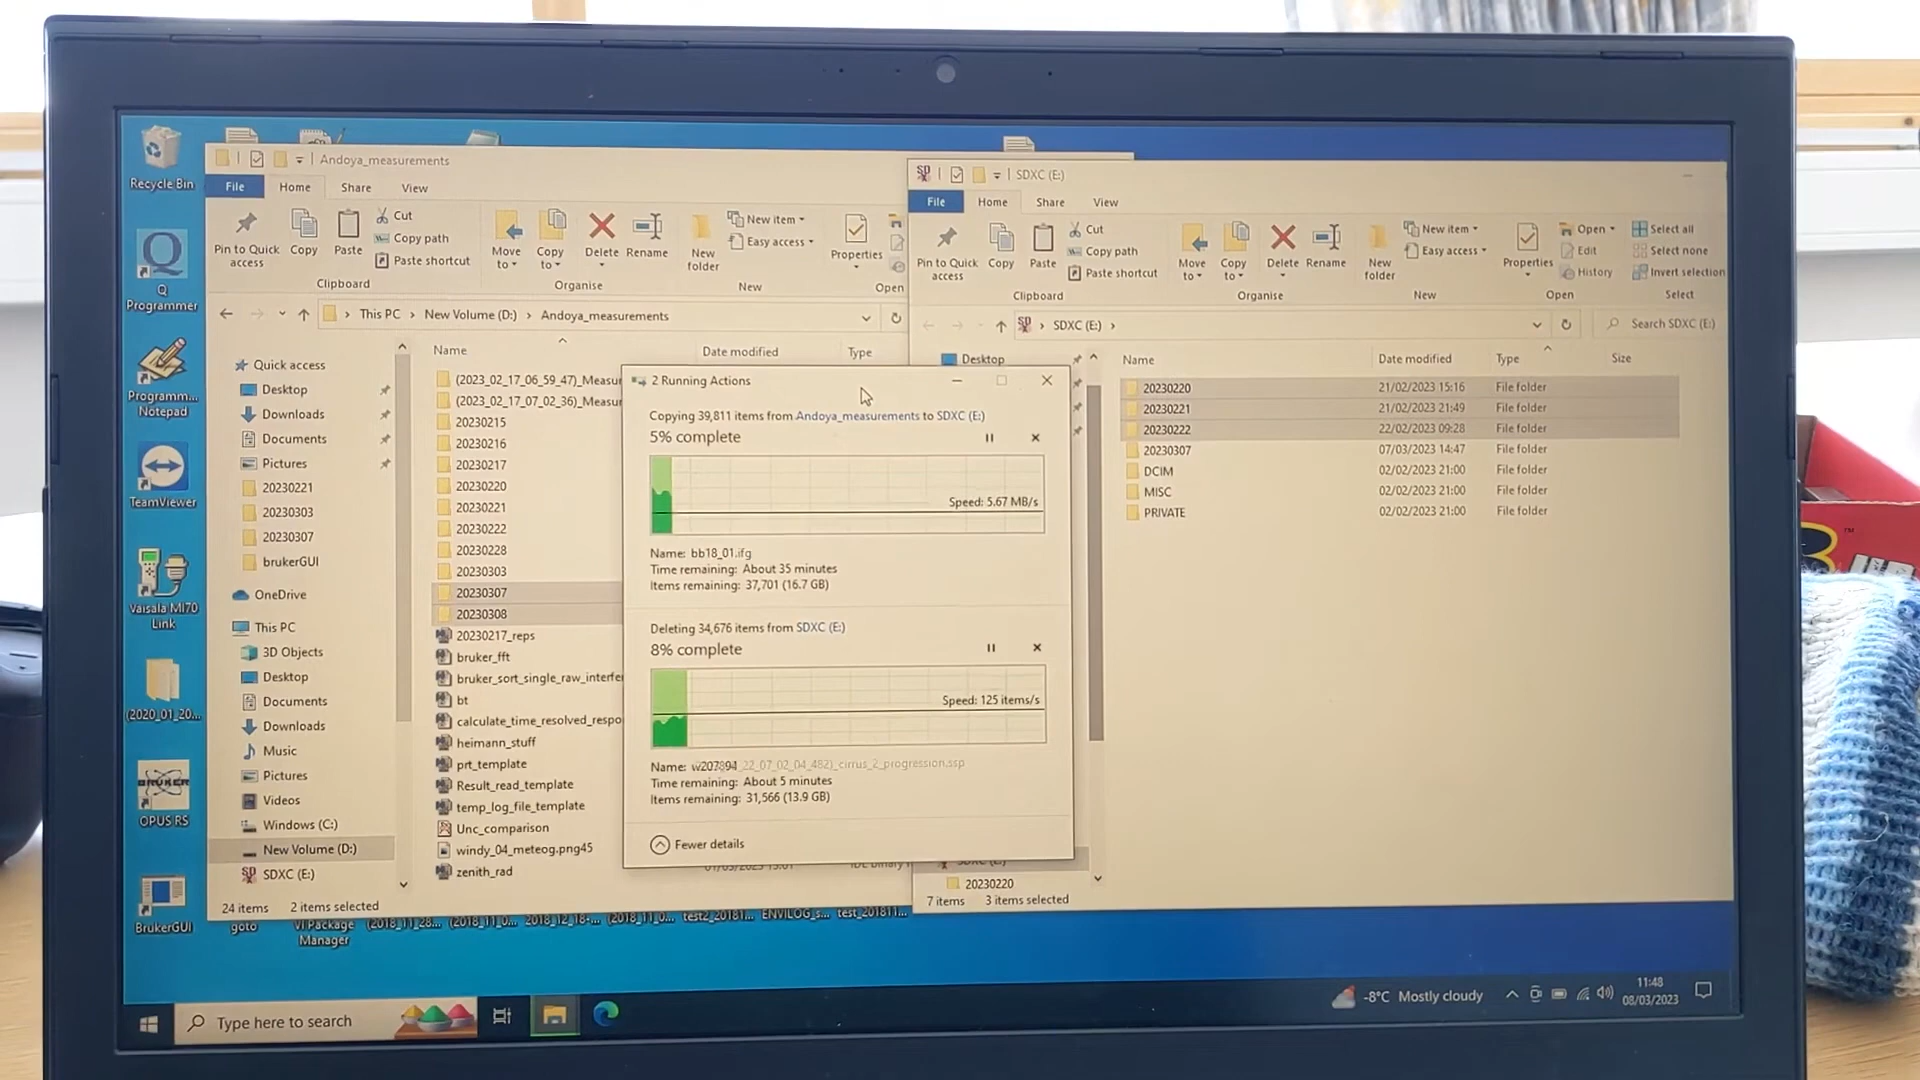 Recycle Bin
Q Programmer
Programm... Notepad
TeamViewer
Vaisala MI70 Link
(2020_01_20...
BRUKER
OPUS RS
BrukerGUI
Andoya_measurements
File Home Share View
Pin to Quick access
Copy
Paste
Cut
Copy path
Paste shortcut
Clipboard
Move to
Copy to
Delete
Rename
Organise
New folder
New item
Easy access
New
Properties
Open
This PC > New Volume (D:) > Andoya_measurements
Quick access
Desktop
Downloads
Documents
Pictures
20230221
20230303
20230307
brukerGUI
OneDrive
This PC
3D Objects
Desktop
Documents
Downloads
Music
Pictures
Videos
Windows (C:)
New Volume (D:)
SDXC (E:)
Name Date modified Type
(2023_02_17_06_59_47)_Measur
(2023_02_17_07_02_36)_Measur
20230215
20230216
20230217
20230220
20230221
20230222
20230228
20230303
20230307
20230308
20230217_reps
bruker_fft
bruker_sort_single_raw_interfe
bt
calculate_time_resolved_respo
heimann_stuff
prt_template
Result_read_template
temp_log_file_template
Unc_comparison
windy_04_meteog.png45
zenith_rad
24 items 2 items selected
2 Running Actions
Copying 39,811 items from Andoya_measurements to SDXC (E:)
5% complete
Speed: 5.67 MB/s
Name: bb18_01.ifg
Time remaining: About 35 minutes
Items remaining: 37,701 (16.7 GB)
Deleting 34,676 items from SDXC (E:)
8% complete
Speed: 125 items/s
Name:
Time remaining: About 5 minutes
Items remaining: 31,566 (13.9 GB)
Fewer details
SDXC (E:)
File Home Share View
Pin to Quick access
Copy
Paste
Cut
Copy path
Paste shortcut
Clipboard
Move to
Copy to
Delete
Rename
Organise
New folder
New item
Easy access
New
Properties
Open
Edit
History
Open
Select all
Select none
Invert selection
Select
SDXC (E:) >
Search SDXC (E:)
Desktop
20230220
Name Date modified Type Size
20230220 21/02/2023 15:16 File folder
20230221 21/02/2023 21:49 File folder
20230222 22/02/2023 09:28 File folder
20230307 07/03/2023 14:47 File folder
DCIM 02/02/2023 21:00 File folder
MISC 02/02/2023 21:00 File folder
PRIVATE 02/02/2023 21:00 File folder
7 items 3 items selected
goto
VI Package Manager
(2018_11_28...
(2018_11_0...
2018_12_18-...
(2018_11_0...
test2_20181...
ENVILOG_s...
test_201811...
Type here to search
-8°C Mostly cloudy
11:48
08/03/2023